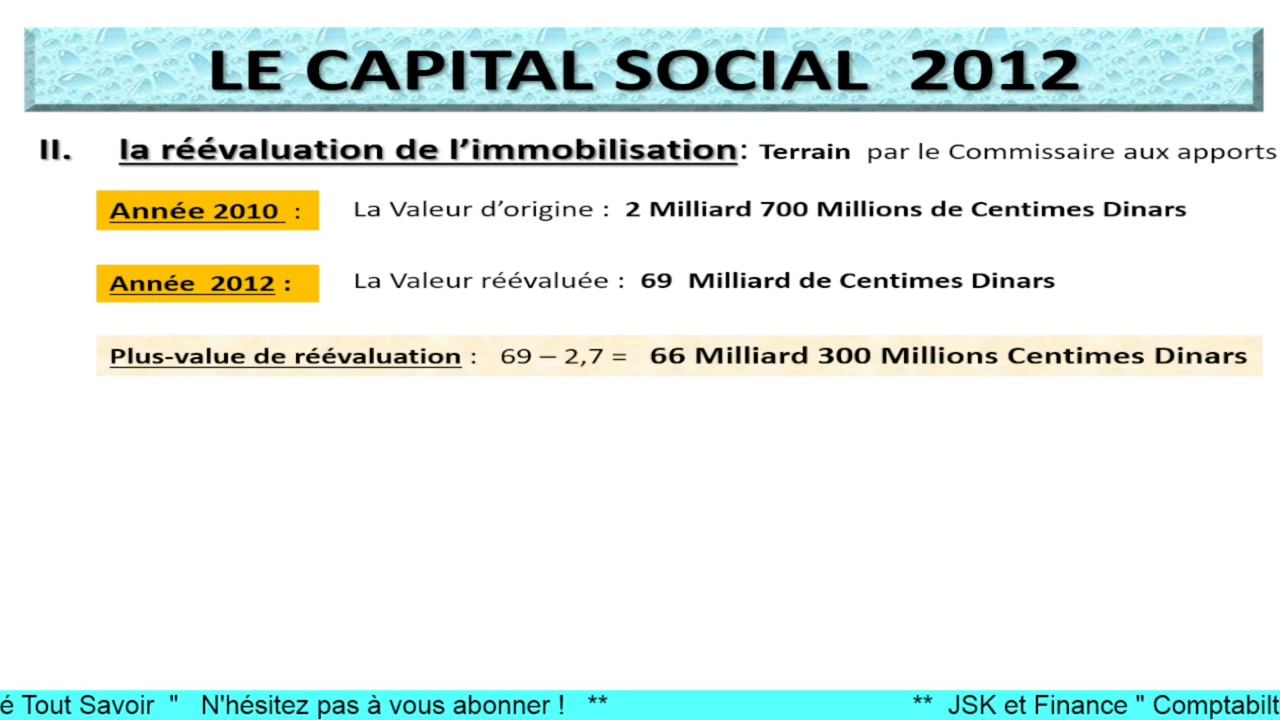 LE CAPITAL SOCIAL 2012
II. la réévaluation de l’immobilisation: Terrain par le Commissaire aux apports
Année 2010 : La Valeur d’origine : 2 Milliard 700 Millions de Centimes Dinars
Année 2012 : La Valeur réévaluée : 69 Milliard de Centimes Dinars
Plus-value de réévaluation : 69 – 2,7 = 66 Milliard 300 Millions Centimes Dinars
é Tout Savoir " N'hésitez pas à vous abonner ! ** ** JSK et Finance " Comptabilt